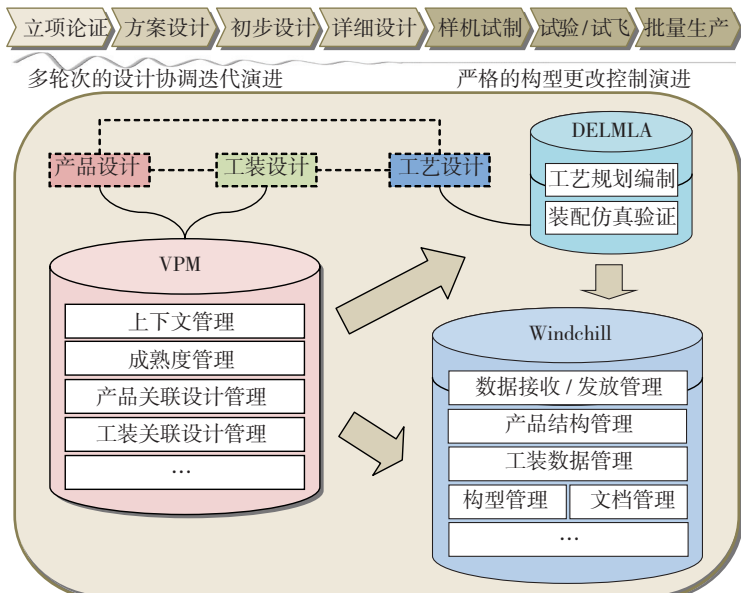 立项论证 方案设计 初步设计 详细设计 样机试制 试验/试飞 批量生产
多轮次的设计协调迭代演进 严格的构型更改控制演进
产品设计 工装设计 工艺设计
DELMLA
工艺规划编制
装配仿真验证
VPM
上下文管理
成熟度管理
产品关联设计管理
工装关联设计管理
…
Windchill
数据接收/发放管理
产品结构管理
工装数据管理
构型管理 文档管理
…